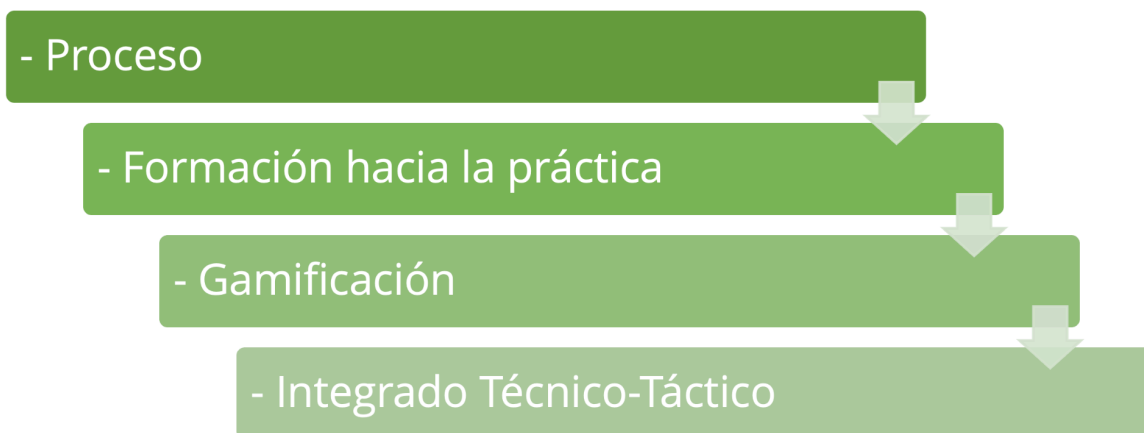 - Proceso
- Formación hacia la práctica
- Gamificación
- Integrado Técnico-Táctico